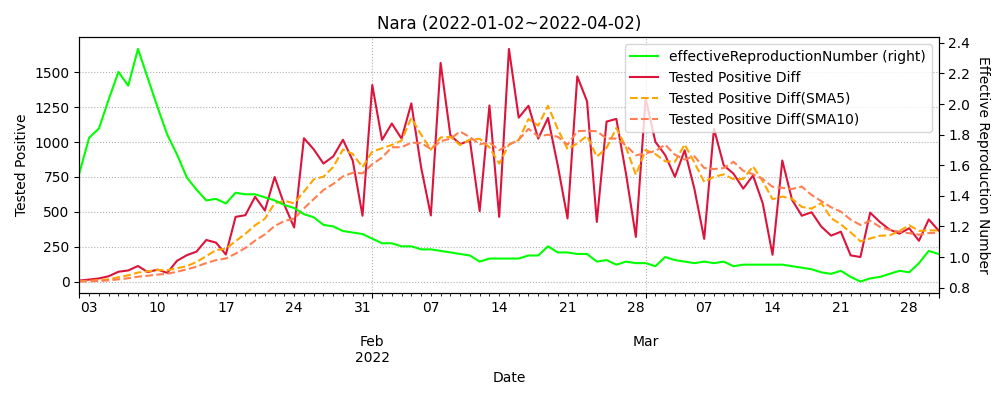 Nara (2022-01-02~2022-04-02)
effectiveReproductionNumber (right)
Tested Positive Diff
Tested Positive Diff(SMA5)
Tested Positive Diff(SMA10)
Tested Positive
1500
1250
1000
750
500
250
0
Effective Reproduction Number
2.4
2.2
2.0
1.8
1.6
1.4
1.2
1.0
0.8
03 10 17 24 31 07 14 21 28 07 14 21 28
Feb Mar
2022
Date